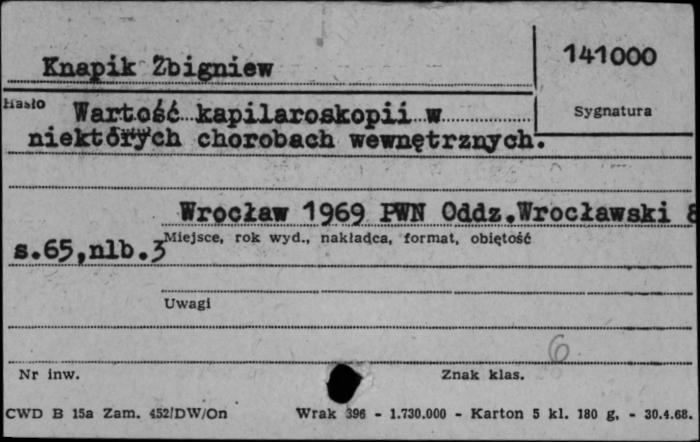 Knapik Zbigniew
141000
Hasło
Sygnatura
Wartość kapilaroskopii w
niektórych chorobach wewnętrznych.
Wrocław 1969 PWN Oddz.Wrocławski 8
s.65,nlb.3
Miejsce, rok wyd., nakładca, format, objętość
Uwagi
6
Nr inw.
Znak klas.
CWD B 15a Zam. 452/DW/On Wrak 396 - 1.730.000 - Karton 5 kl. 180 g. - 30.4.68.